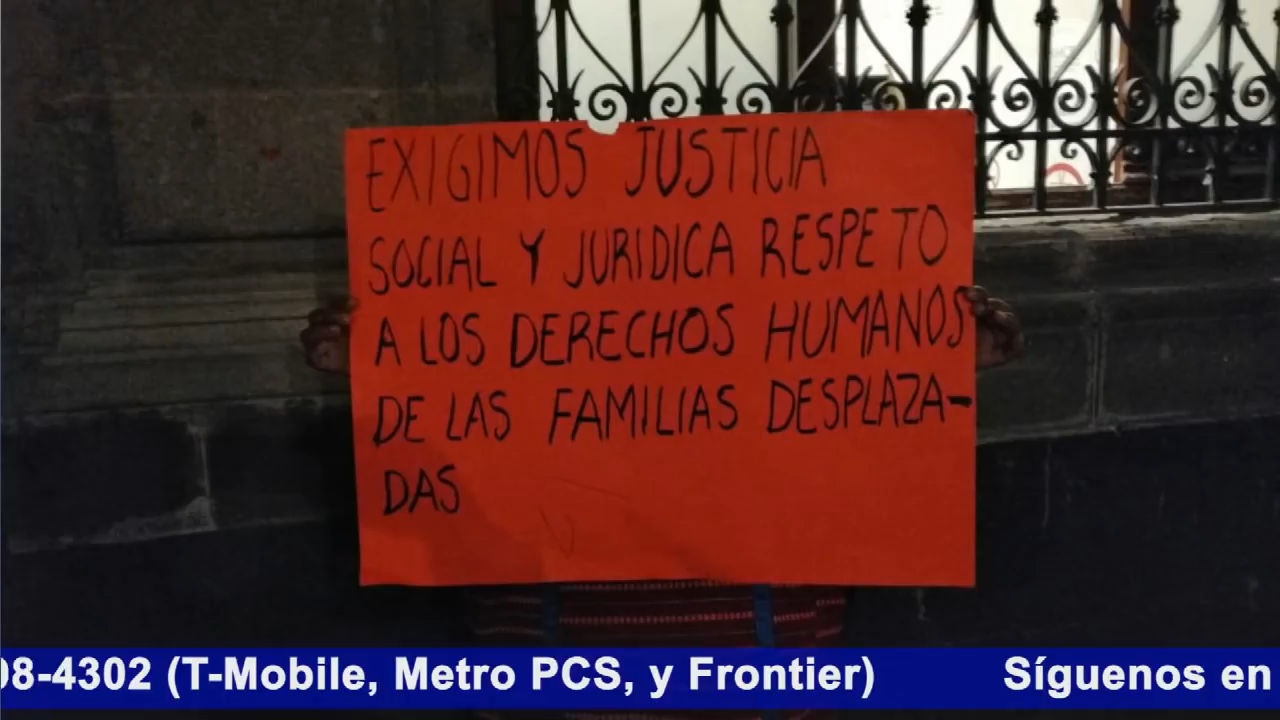 EXIGIMOS JUSTICIA
SOCIAL Y JURIDICA RESPETO
A LOS DERECHOS HUMANOS
DE LAS FAMILIAS DESPLAZA-
DAS
08-4302 (T-Mobile, Metro PCS, y Frontier) Síguenos en